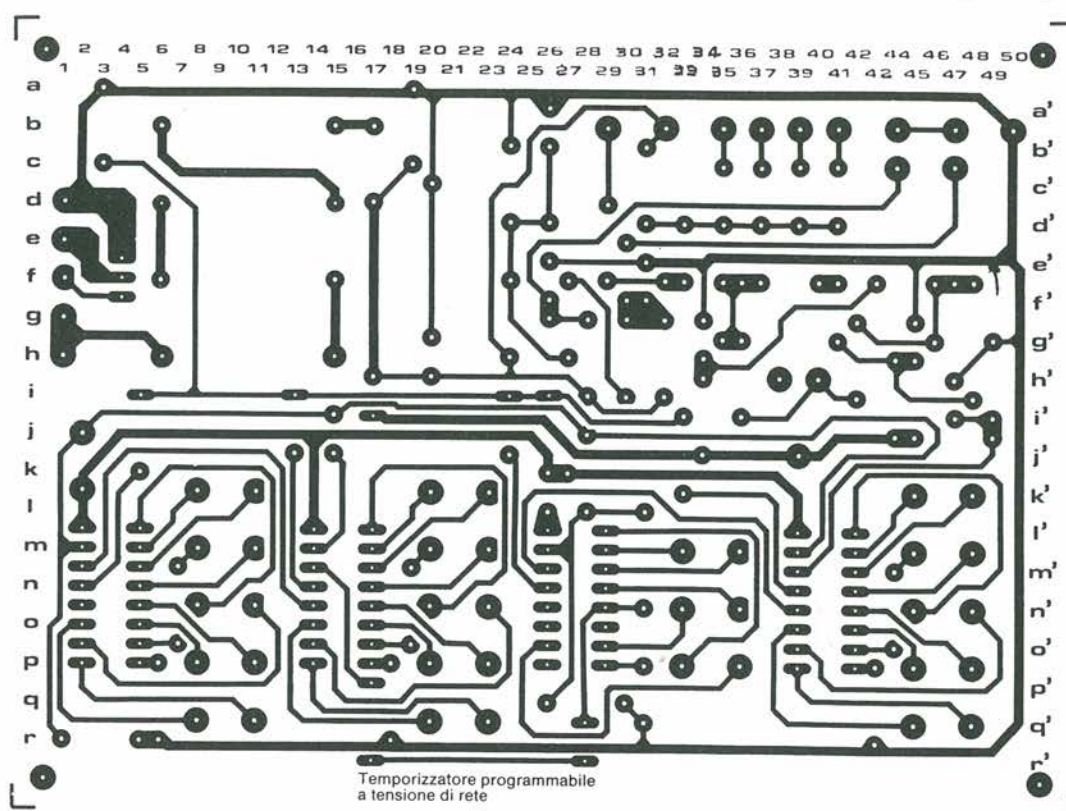 2 4 6 8 10 12 14 16 18 20 22 24 26 28 30 32 34 36 38 40 42 44 46 48 50
1 3 5 7 9 11 13 15 17 19 21 23 25 27 29 31 33 35 37 39 41 43 45 47 49
a a'
b b'
c c'
d d'
e e'
f f'
g g'
h h'
i i'
j j'
k k'
l l'
m m'
n n'
o o'
p p'
q q'
r r'
Temporizzatore programmabile
a tensione di rete